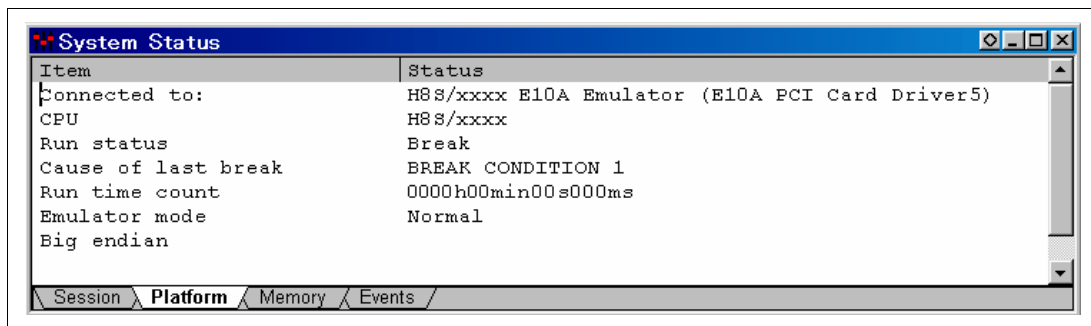 System Status
Item Status
Connected to: H8S/xxxx E10A Emulator (E10A PCI Card Driver5)
CPU H8S/xxxx
Run status Break
Cause of last break BREAK CONDITION 1
Run time count 0000h00min00s000ms
Emulator mode Normal
Big endian
Session Platform Memory Events